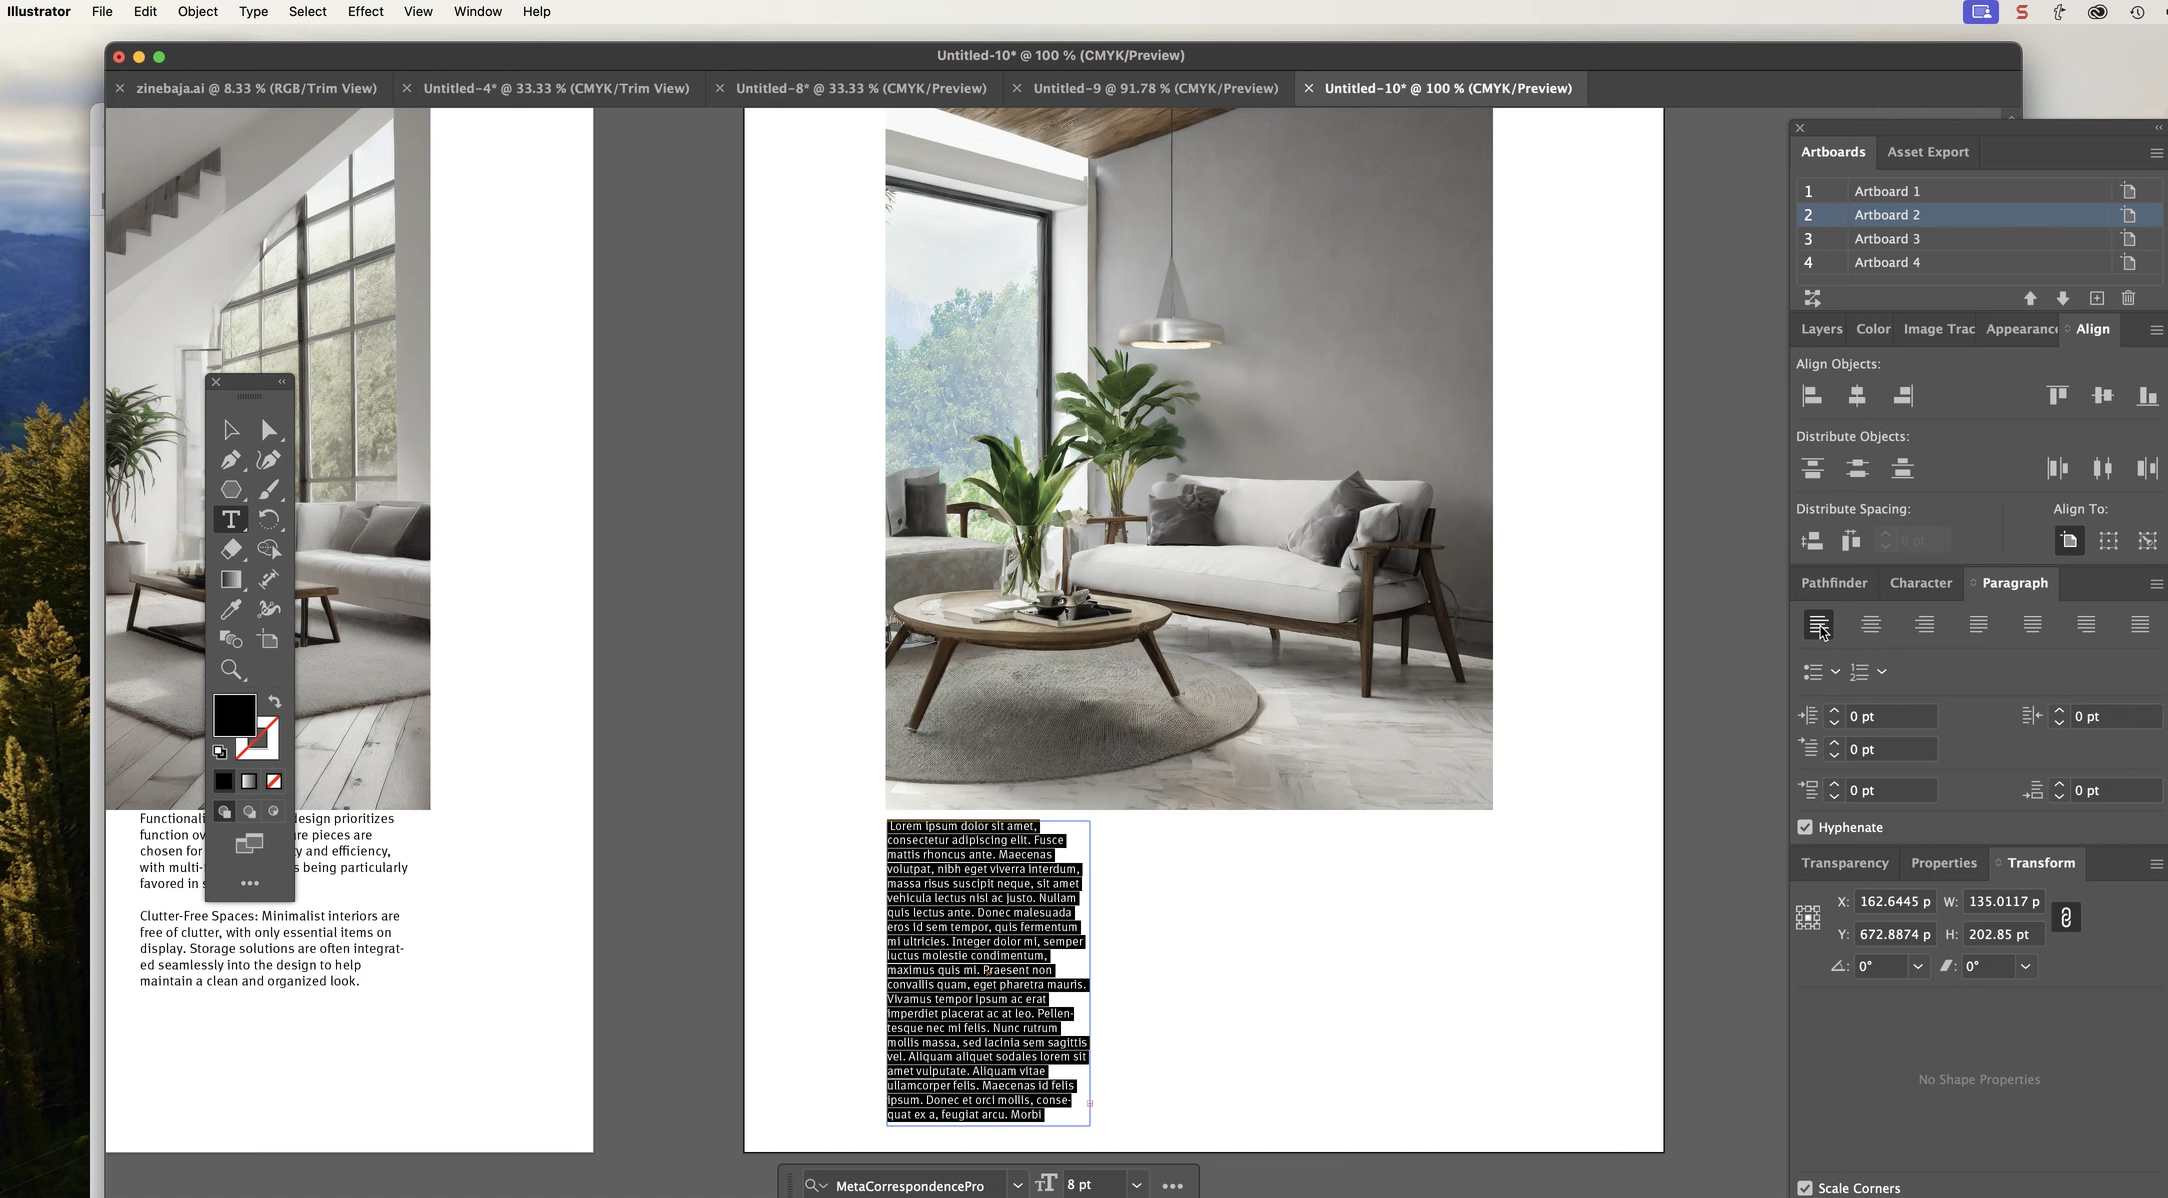 Illustrator File Edit Object Type Select Effect View Window Help
Untitled-10* @ 100 % (CMYK/Preview)
zinebaja.ai @ 8.33 % (RGB/Trim View) Untitled-4* @ 33.33 % (CMYK/Trim View) Untitled-8* @ 33.33 % (CMYK/Preview) Untitled-9 @ 91.78 % (CMYK/Preview) Untitled-10* @ 100 % (CMYK/Preview)
Artboards Asset Export
1 Artboard 1
2 Artboard 2
3 Artboard 3
4 Artboard 4
Layers Color Image Trac Appearanc Align
Align Objects:
Distribute Objects:
Distribute Spacing: Align To:
0 pt
Pathfinder Character Paragraph
0 pt 0 pt
0 pt
0 pt 0 pt
Hyphenate
Transparency Properties Transform
X: 162.6445 p W: 135.0117 p
Y: 672.8874 p H: 202.85 pt
0° 0°
No Shape Properties
Scale Corners
Functionali design prioritizes
function ov re pieces are
chosen for y and efficiency,
with multi- s being particularly
favored in s
Clutter-Free Spaces: Minimalist interiors are
free of clutter, with only essential items on
display. Storage solutions are often integrat-
ed seamlessly into the design to help
maintain a clean and organized look.
Lorem ipsum dolor sit amet,
consectetur adipiscing elit. Fusce
mattis rhoncus ante. Maecenas
volutpat, nibh eget viverra interdum,
massa risus suscipit neque, sit amet
vehicula lectus nisl ac justo. Nullam
quis lectus ante. Donec malesuada
eros id sem tempor, quis fermentum
mi ultricies. Integer dolor mi, semper
luctus molestie condimentum,
maximus quis mi. Praesent non
convallis quam, eget pharetra mauris.
Vivamus tempor ipsum ac erat
imperdiet placerat ac at leo. Pellen-
tesque nec mi felis. Nunc rutrum
mollis massa, sed lacinia sem sagittis
vel. Aliquam aliquet sodales lorem sit
amet vulputate. Aliquam vitae
ullamcorper felis. Maecenas id felis
ipsum. Donec et orci mollis, conse-
quat ex a, feugiat arcu. Morbi
MetaCorrespondencePro 8 pt